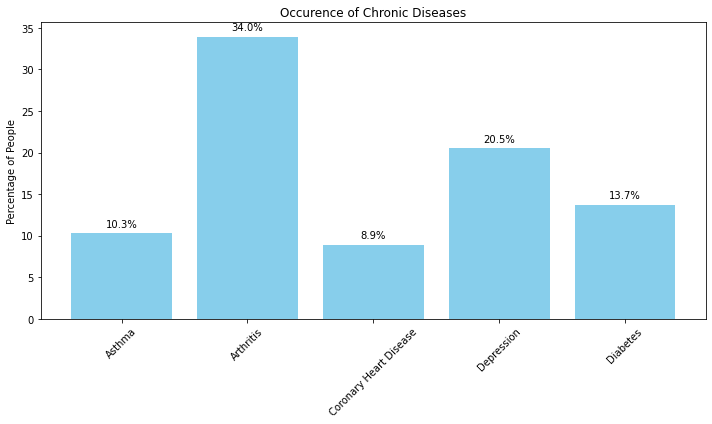 Occurence of Chronic Diseases
Percentage of People
35
30
25
20
15
10
5
0
10.3%
34.0%
8.9%
20.5%
13.7%
Asthma
Arthritis
Coronary Heart Disease
Depression
Diabetes